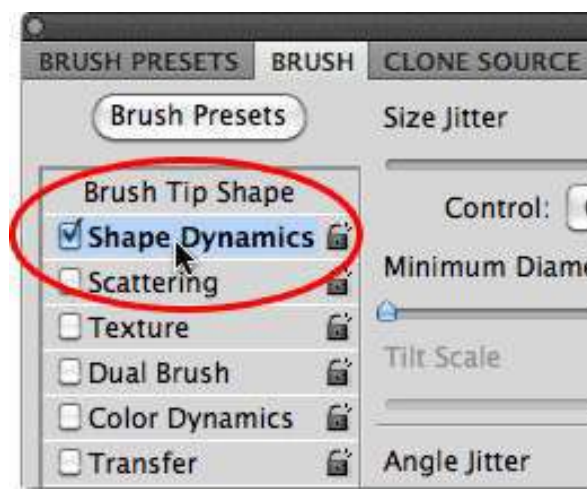 BRUSH PRESETS BRUSH CLONE SOURCE
Brush Presets
Brush Tip Shape
Shape Dynamics
Scattering
Texture
Dual Brush
Color Dynamics
Transfer
Size Jitter
Control:
Minimum
Tilt Scale
Angle Jitter